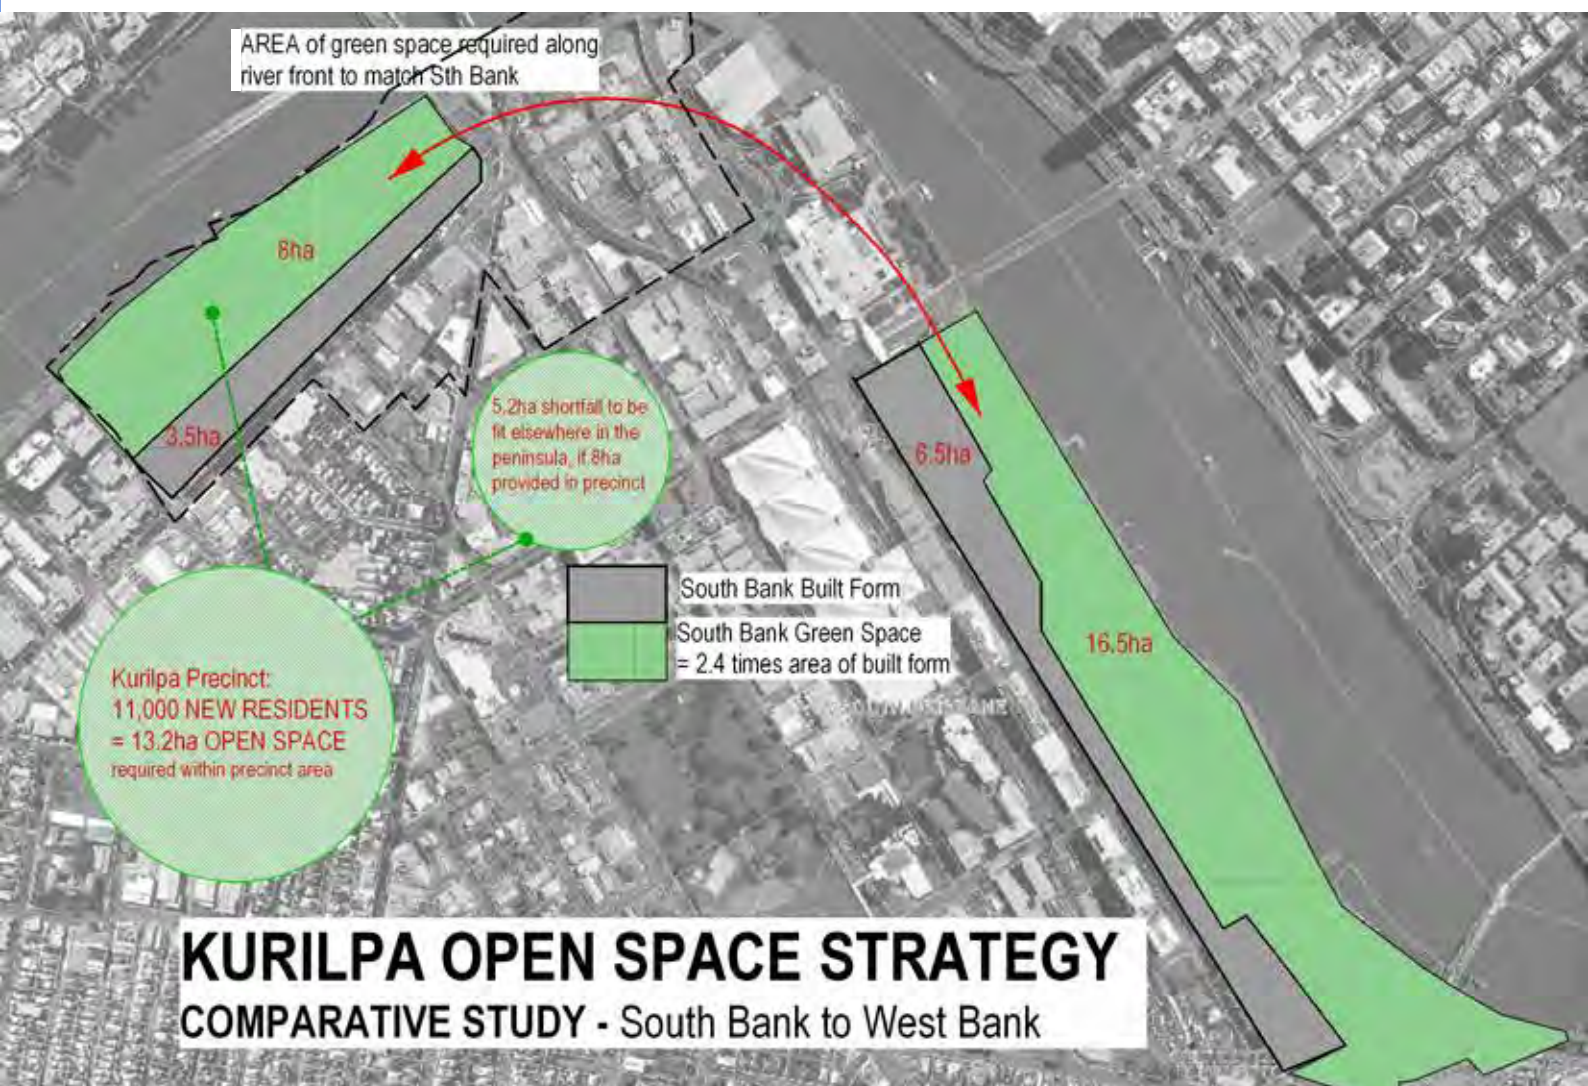 AREA of green space required along
river front to match Sth Bank
8ha
3.5ha
5.2ha shortfall to be
fit elsewhere in the
peninsula, if 8ha
provided in precinct
6.5ha
South Bank Built Form
South Bank Green Space
= 2.4 times area of built form
16.5ha
Kurilpa Precinct:
11,000 NEW RESIDENTS
= 13.2ha OPEN SPACE
required within precinct area
SOUTH BRISBANE
KURILPA OPEN SPACE STRATEGY
COMPARATIVE STUDY - South Bank to West Bank